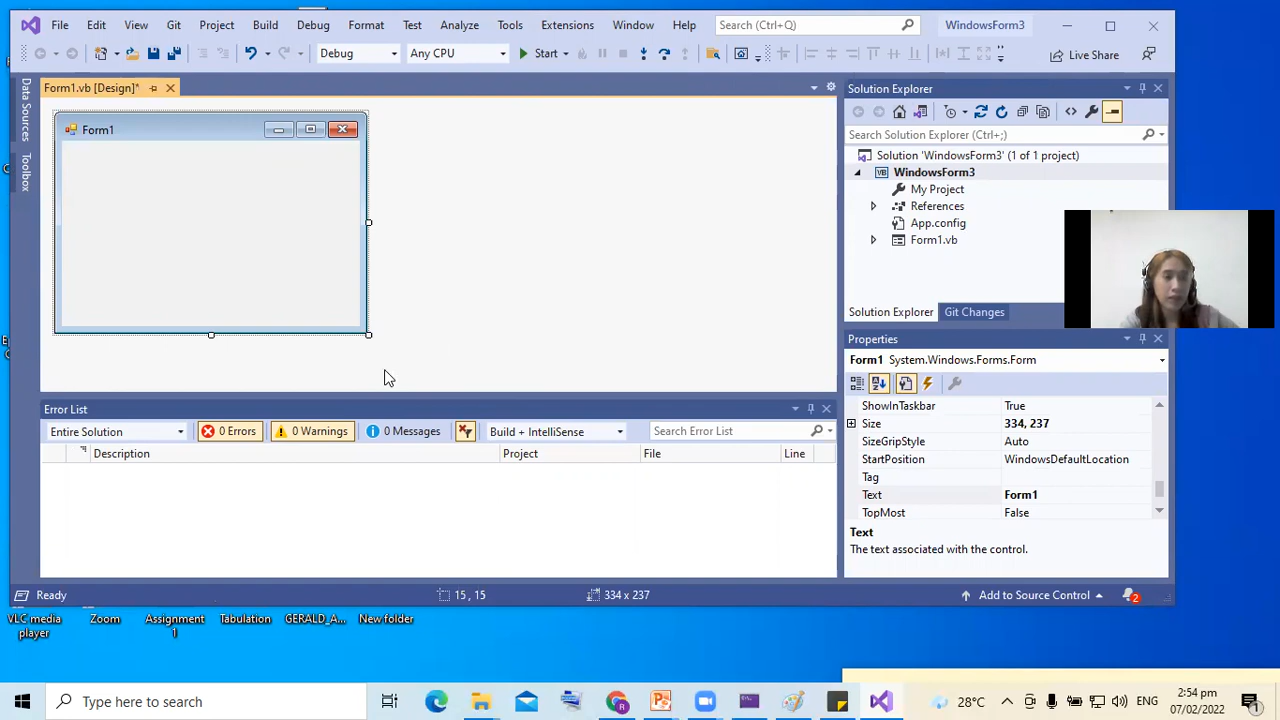 File Edit View Git Project Build Debug Format Test Analyze Tools Extensions Window Help Search (Ctrl+Q) WindowsForm3
Debug Any CPU Start Live Share
Data Sources
Toolbox
Form1.vb [Design]*
Form1
Solution Explorer
Search Solution Explorer (Ctrl+;)
Solution 'WindowsForm3' (1 of 1 project)
VB WindowsForm3
My Project
References
App.config
Form1.vb
Solution Explorer Git Changes
Properties
Form1 System.Windows.Forms.Form
ShowInTaskbar True
Size 334, 237
SizeGripStyle Auto
StartPosition WindowsDefaultLocation
Tag
Text Form1
TopMost False
Text
The text associated with the control.
Error List
Entire Solution 0 Errors 0 Warnings 0 Messages Build + IntelliSense Search Error List
Description Project File Line
Ready 15, 15 334 x 237 Add to Source Control 2
VLC media player
Zoom
Assignment 1
Tabulation
GERALD_A...
New folder
Type here to search
28°C ENG
2:54 pm
07/02/2022